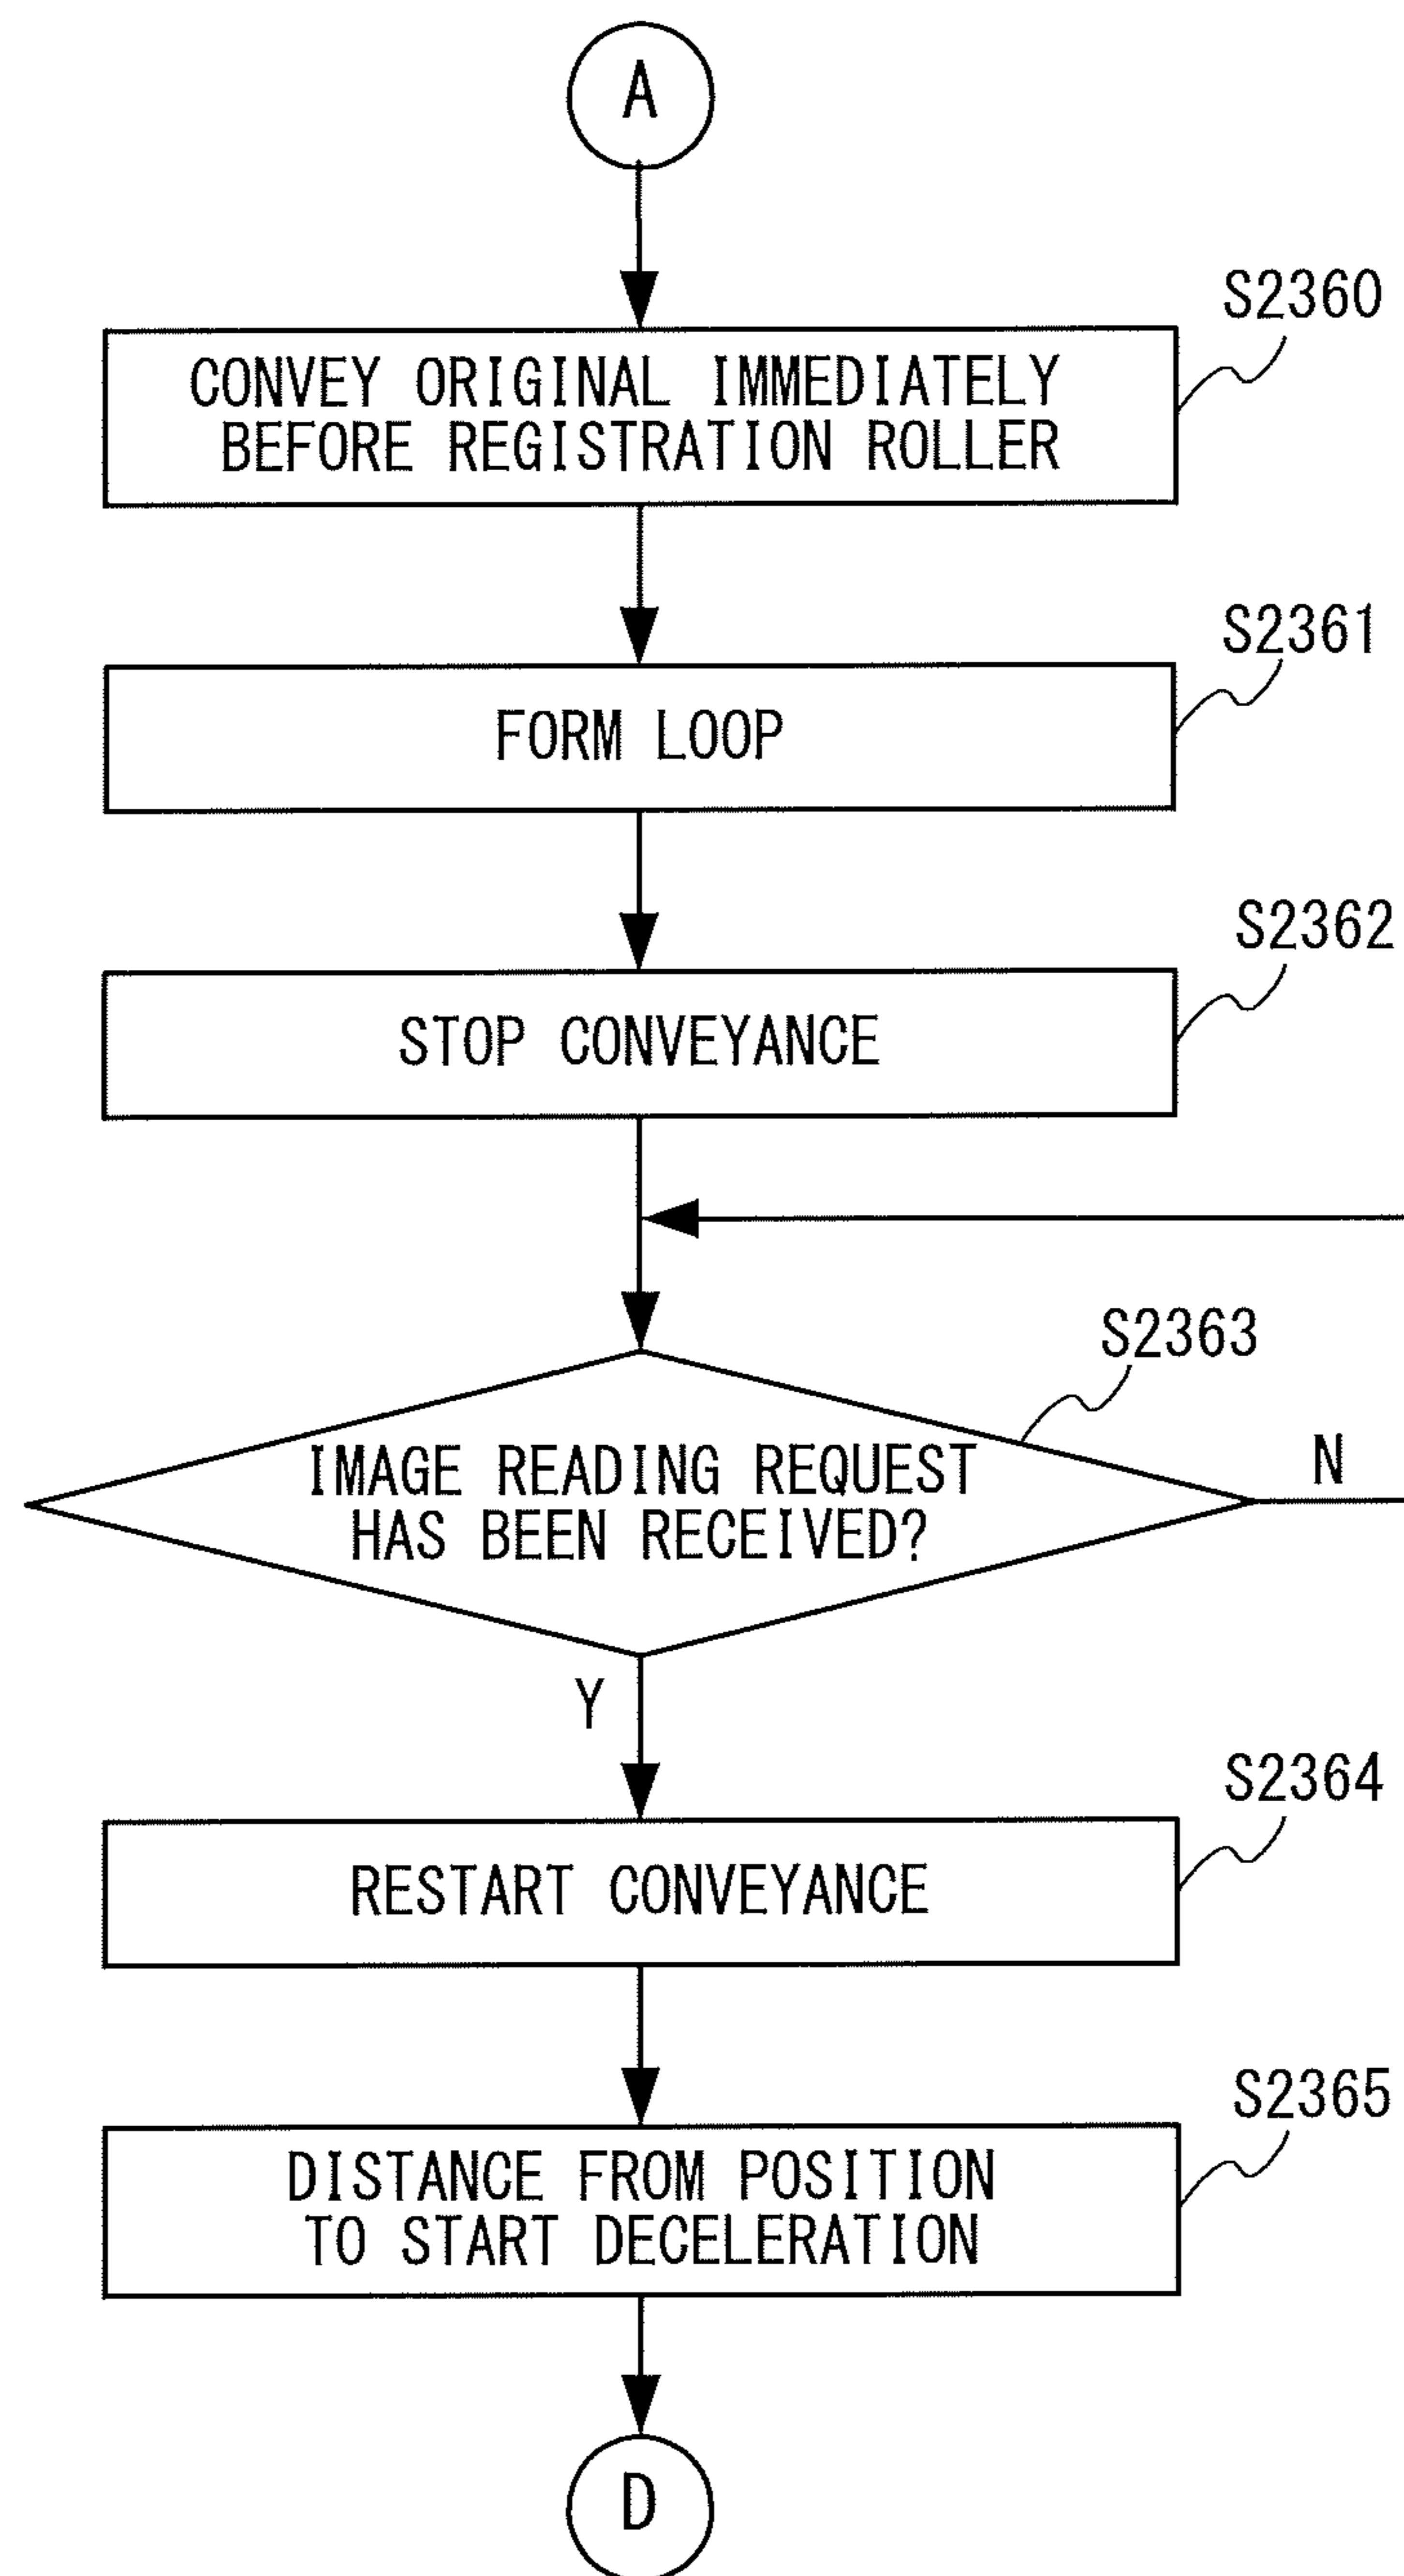 A
S2360
CONVEY ORIGINAL IMMEDIATELY
BEFORE REGISTRATION ROLLER
S2361
FORM LOOP
S2362
STOP CONVEYANCE
S2363
IMAGE READING REQUEST
HAS BEEN RECEIVED?
N
Y
S2364
RESTART CONVEYANCE
S2365
DISTANCE FROM POSITION
TO START DECELERATION
D